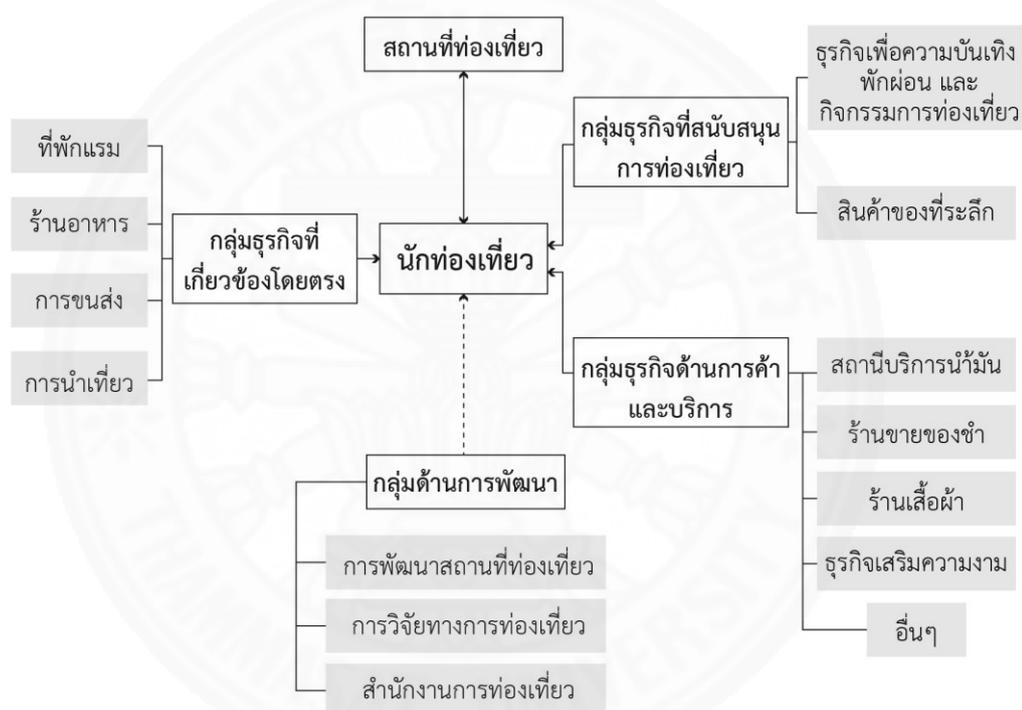 สถานที่ท่องเที่ยว
ธุรกิจเพื่อความบันเทิง
พักผ่อน และ
กิจกรรมการท่องเที่ยว
กลุ่มธุรกิจที่สนับสนุน
การท่องเที่ยว
สินค้าของที่ระลึก
ที่พักแรม
ร้านอาหาร
การขนส่ง
การนำเที่ยว
กลุ่มธุรกิจที่
เกี่ยวข้องโดยตรง
นักท่องเที่ยว
กลุ่มธุรกิจด้านการค้า
และบริการ
สถานีบริการน้ำมัน
ร้านขายของชำ
ร้านเสื้อผ้า
ธุรกิจเสริมความงาม
อื่นๆ
กลุ่มด้านการพัฒนา
การพัฒนาสถานที่ท่องเที่ยว
การวิจัยทางการท่องเที่ยว
สำนักงานการท่องเที่ยว